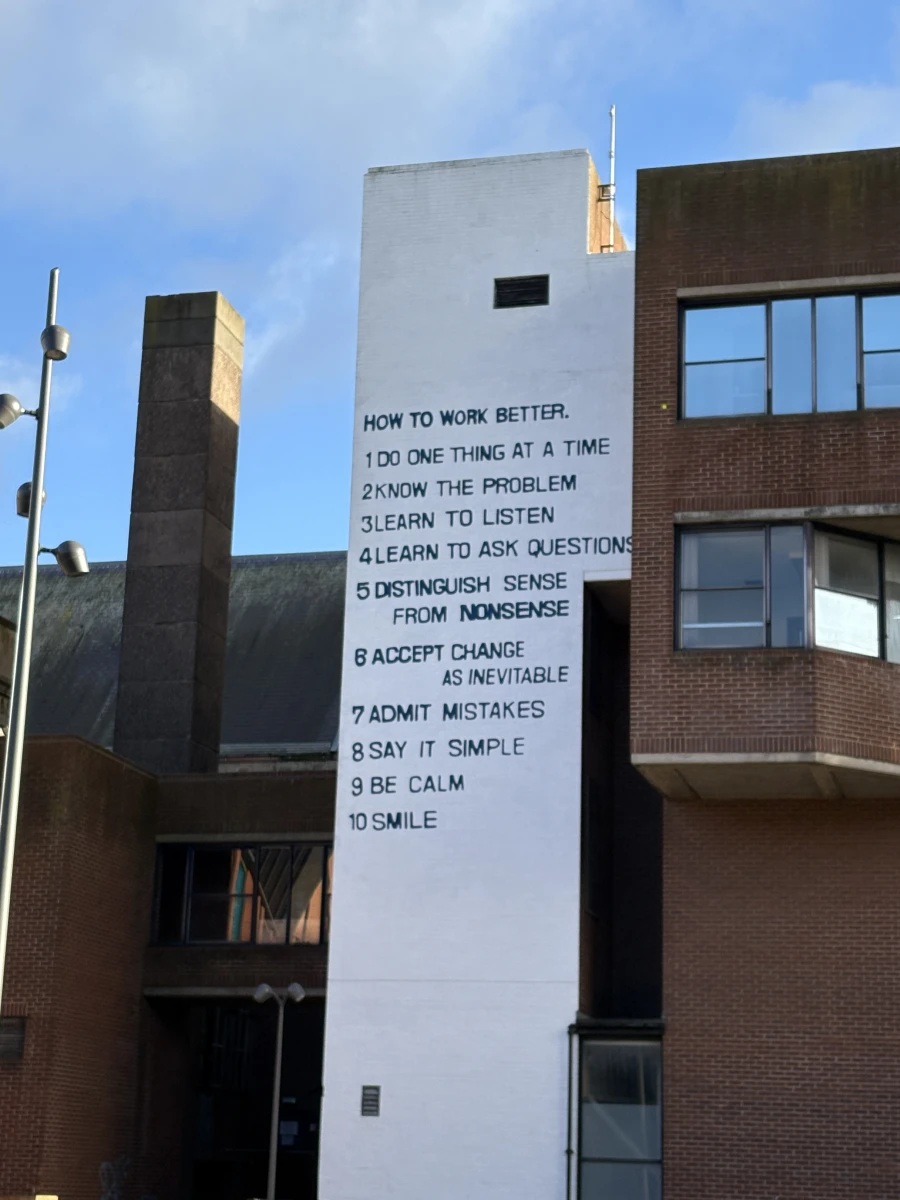 HOW TO WORK BETTER.
1 DO ONE THING AT A TIME
2 KNOW THE PROBLEM
3 LEARN TO LISTEN
4 LEARN TO ASK QUESTIONS
5 DISTINGUISH SENSE
FROM NONSENSE
6 ACCEPT CHANGE
AS INEVITABLE
7 ADMIT MISTAKES
8 SAY IT SIMPLE
9 BE CALM
10 SMILE